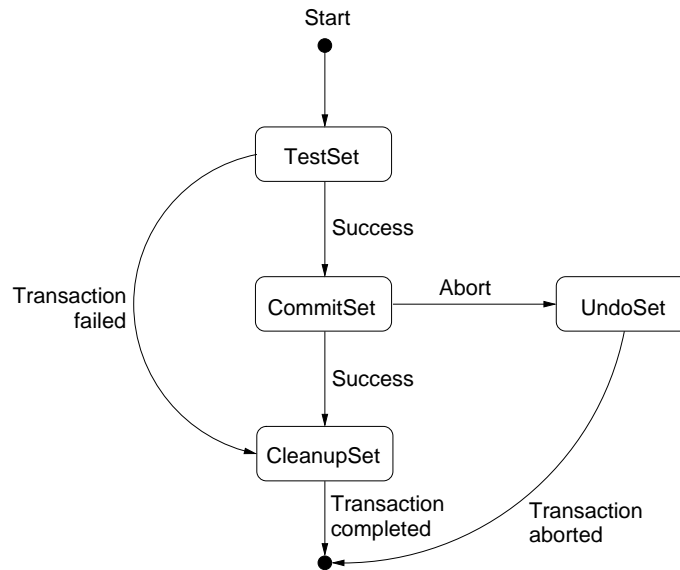 Start
TestSet
Success
Transaction
failed
CommitSet
Abort
UndoSet
Success
CleanupSet
Transaction
completed
Transaction
aborted